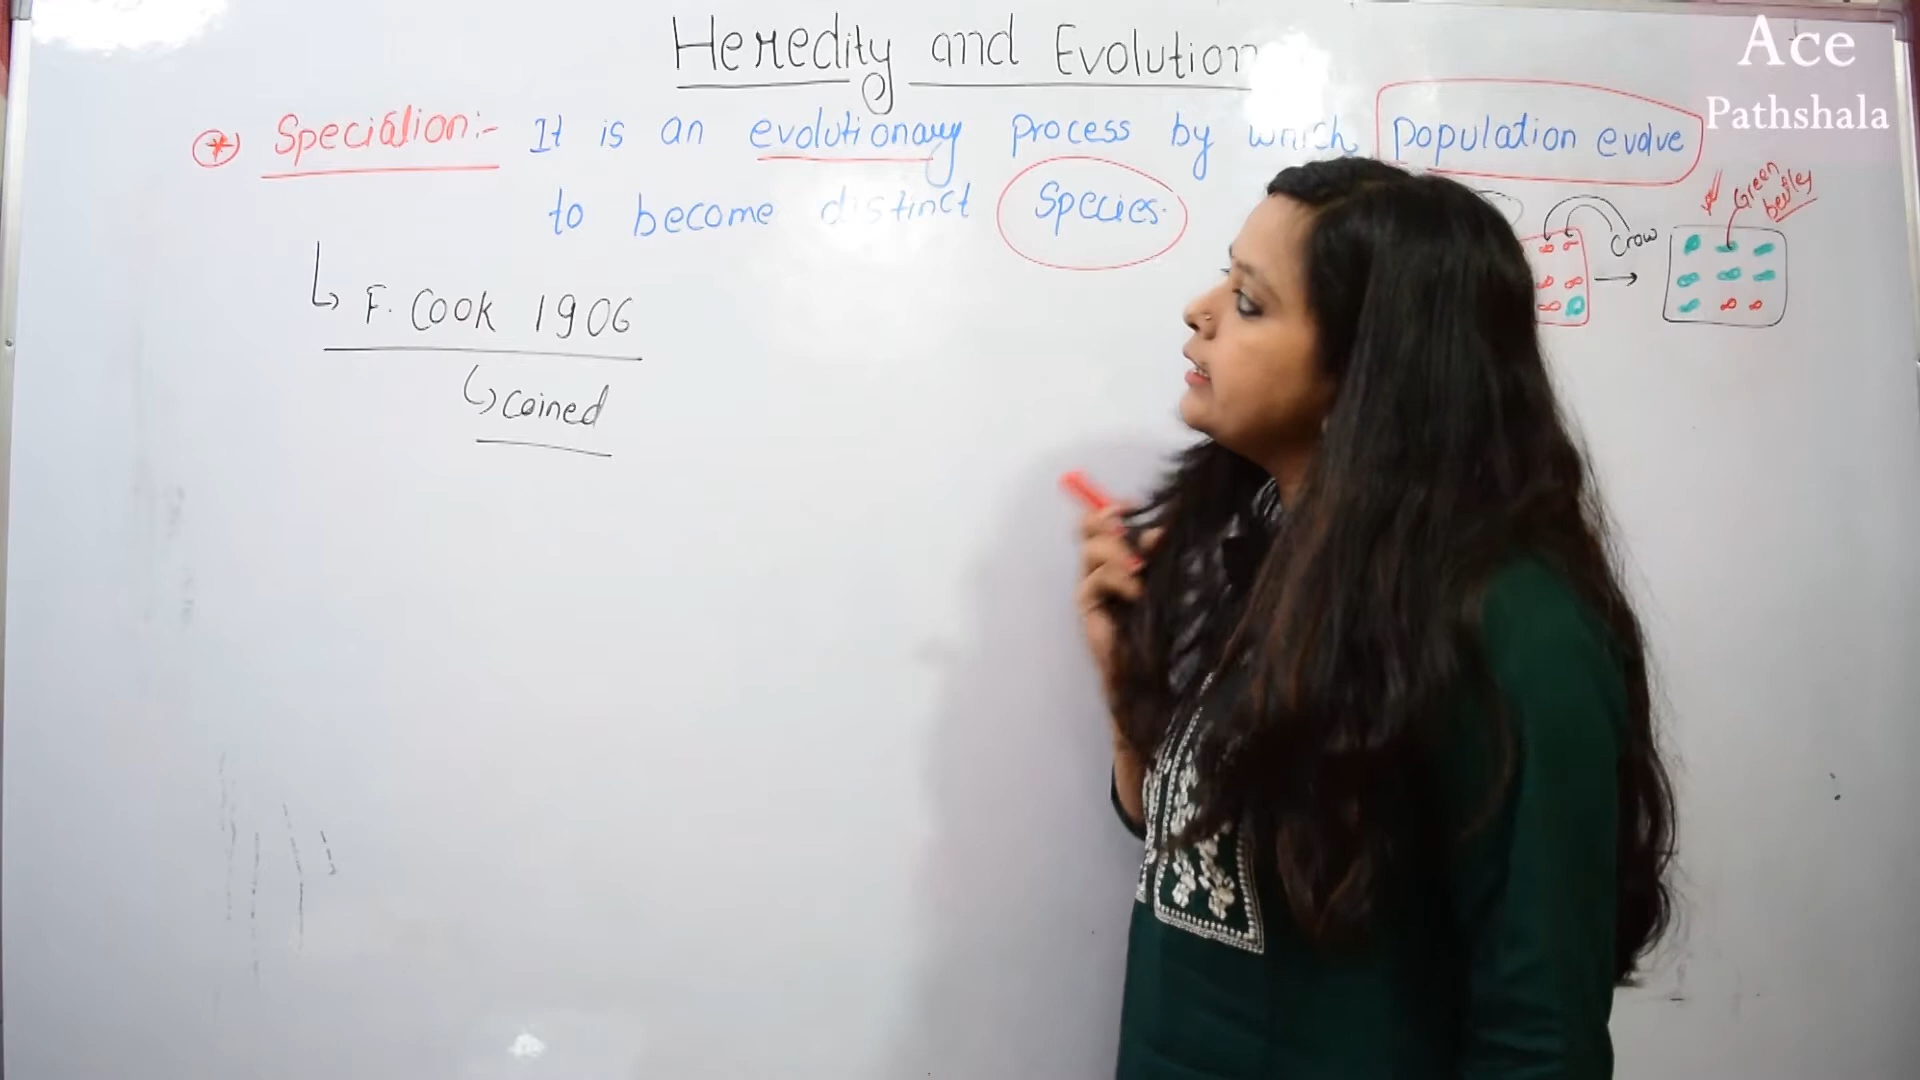 Heredity and Evolution
Ace
Pathshala
* Speciation:- It is an evolutionary process by which population evolve
to become distinct Species.
Green
beetles
Crow
↳ F. Cook 1906
↳ coined